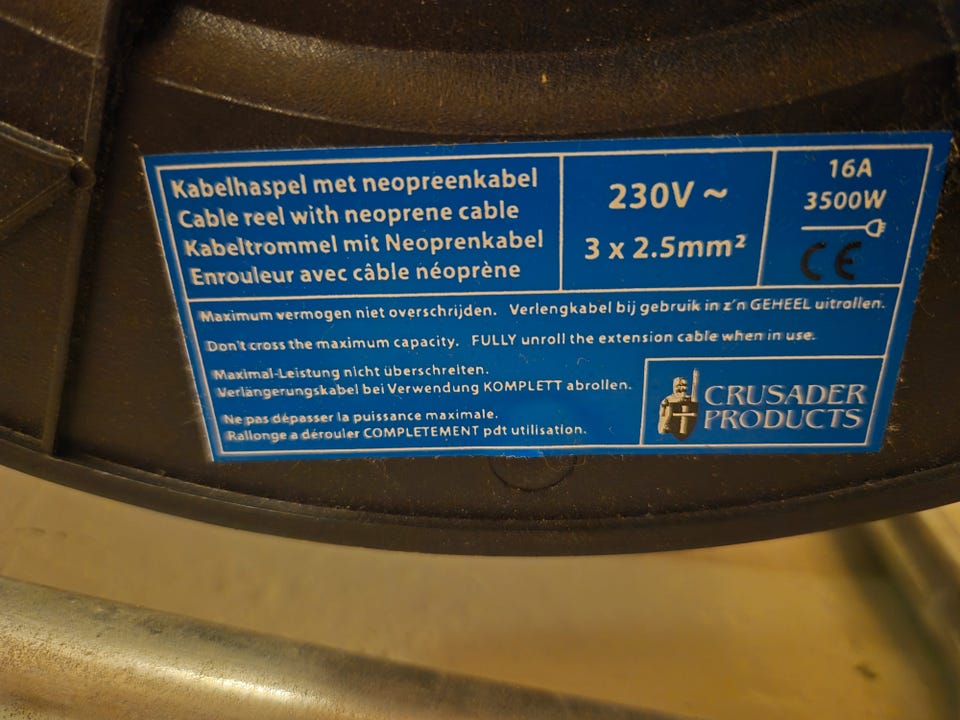 Kabelhaspel met neopreenkabel
Cable reel with neoprene cable
Kabeltrommel mit Neoprenkabel
Enrouleur avec câble néoprène
230V ~
3 x 2.5mm²
16A
3500W
CE
Maximum vermogen niet overschrijden. Verlengkabel bij gebruik in z'n GEHEEL uitrollen.
Don't cross the maximum capacity. FULLY unroll the extension cable when in use.
Maximal-Leistung nicht überschreiten.
Verlängerungskabel bei Verwendung KOMPLETT abrollen.
Ne pas dépasser la puissance maximale.
Rallonge a dérouler COMPLETEMENT pdt utilisation.
CRUSADER
PRODUCTS